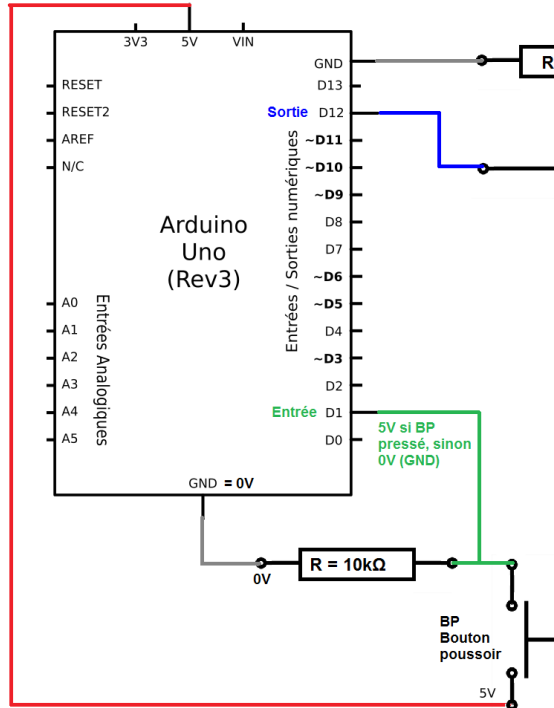 3V3
5V
VIN
GND
R
RESET
D13
RESET2
Sortie
D12
AREF
~D11
N/C
~D10
~D9
Arduino
Uno
(Rev3)
Entrées / Sorties numériques
D8
D7
~D6
A0
~D5
Entrées Analogiques
A1
D4
A2
~D3
A3
D2
A4
Entrée
D1
A5
D0
5V si BP
pressé, sinon
0V (GND)
GND = 0V
R = 10kΩ
0V
BP
Bouton
poussoir
5V